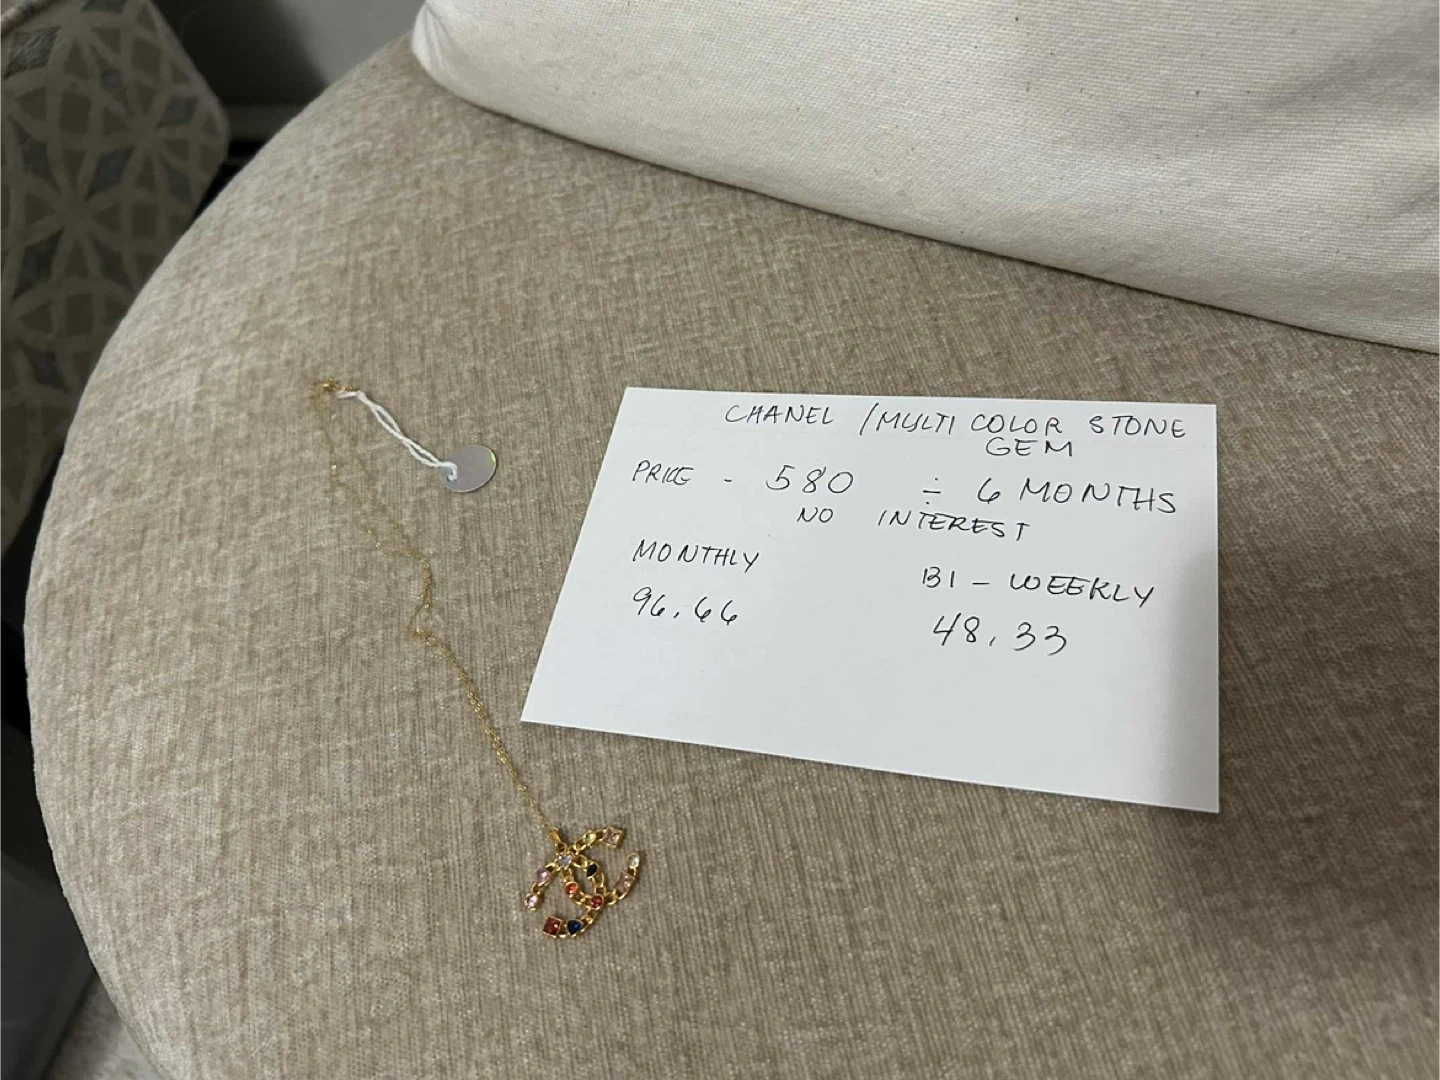 CHANEL / MULTI COLOR STONE
GEM
PRICE - 580 ÷ 6 MONTHS
NO INTEREST
MONTHLY BI - WEEKLY
96.66 48.33